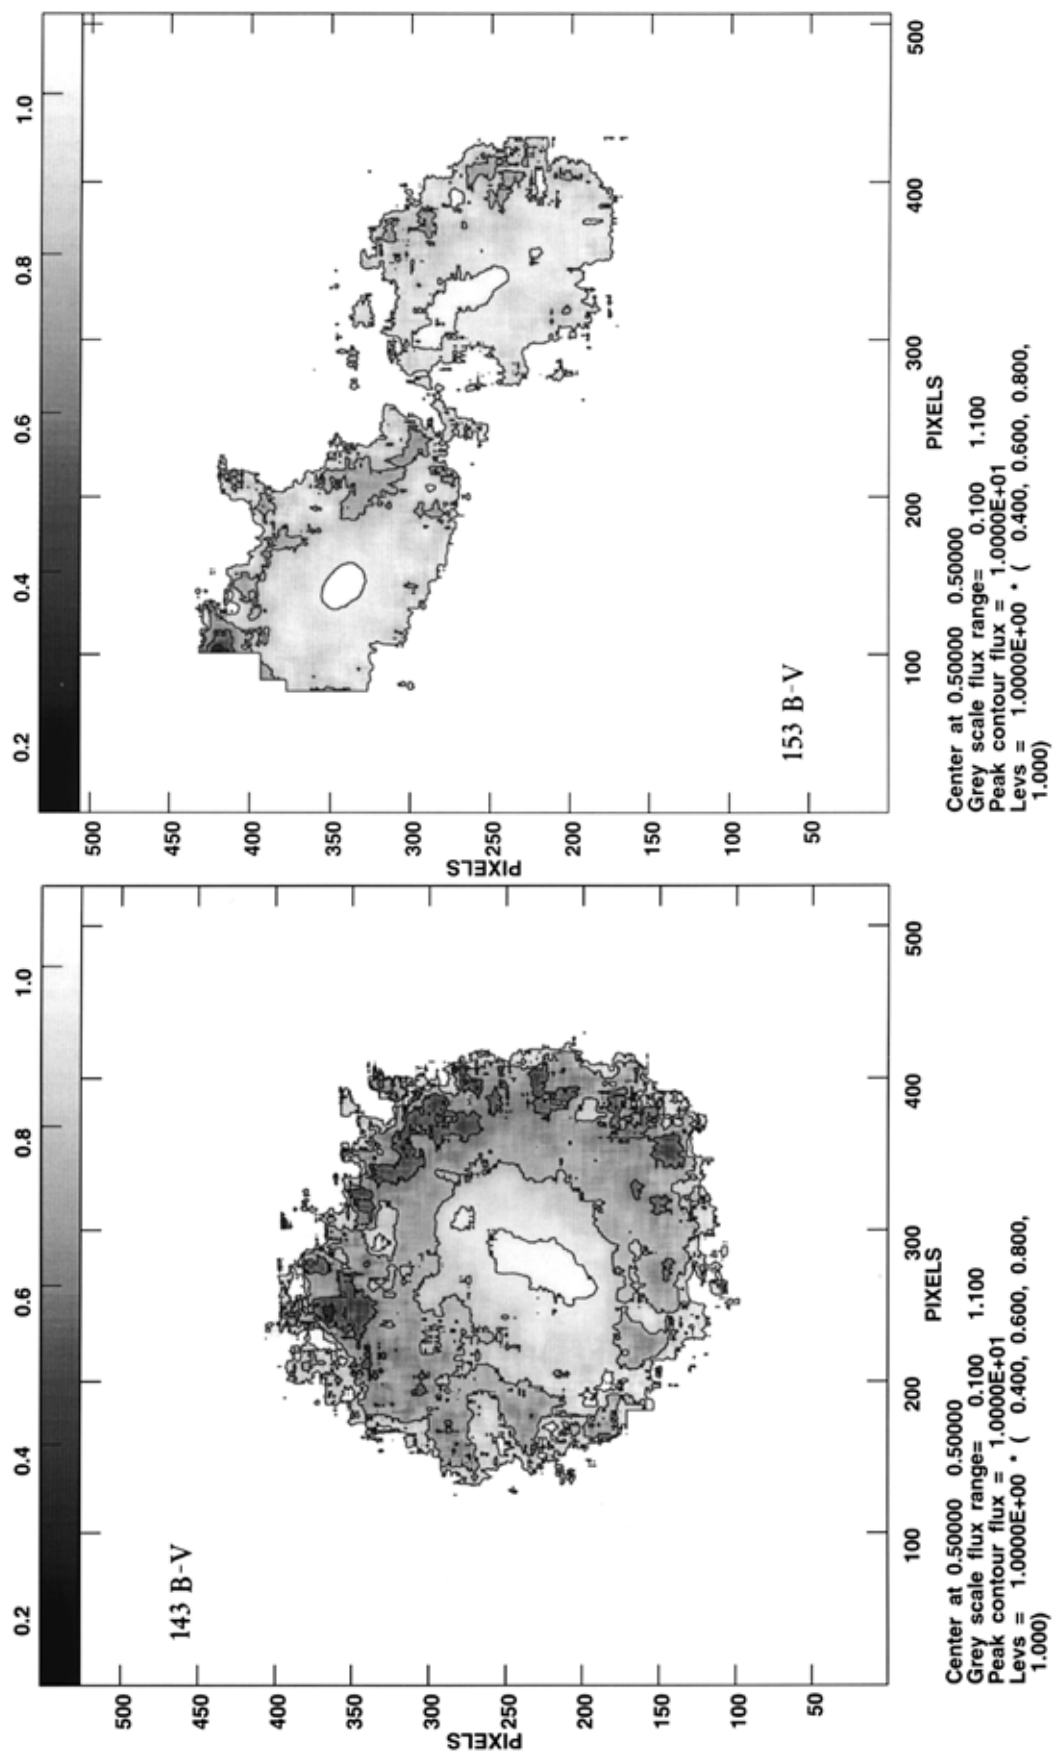 0.2 0.4 0.6 0.8 1.0
143 B-V
500
450
400
350
300
250
200
150
100
PIXELS
100 200 300 400 500
PIXELS
Center at 0.50000 0.50000
Grey scale flux range= 0.100 1.100
Peak contour flux = 1.0000E+01
Levs = 1.0000E+00 * ( 0.400, 0.600, 0.800,
1.000)
0.2 0.4 0.6 0.8 1.0
500
450
400
350
300
250
200
150
100
50
PIXELS
153 B-V
100 200 300 400 500
PIXELS
Center at 0.50000 0.50000
Grey scale flux range= 0.100 1.100
Peak contour flux = 1.0000E+01
Levs = 1.0000E+00 * ( 0.400, 0.600, 0.800,
1.000)